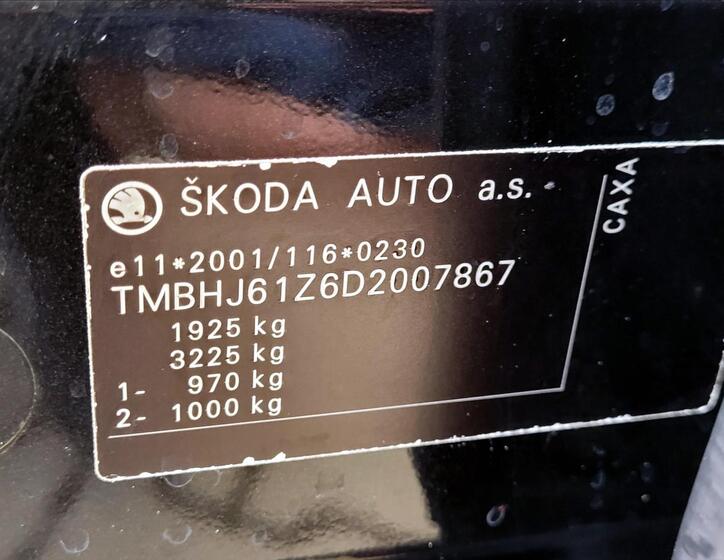 ŠKODA AUTO a.s.
CAXA
e11*2001/116*0230
TMBHJ61Z6D2007867
1925 kg
3225 kg
1- 970 kg
2- 1000 kg